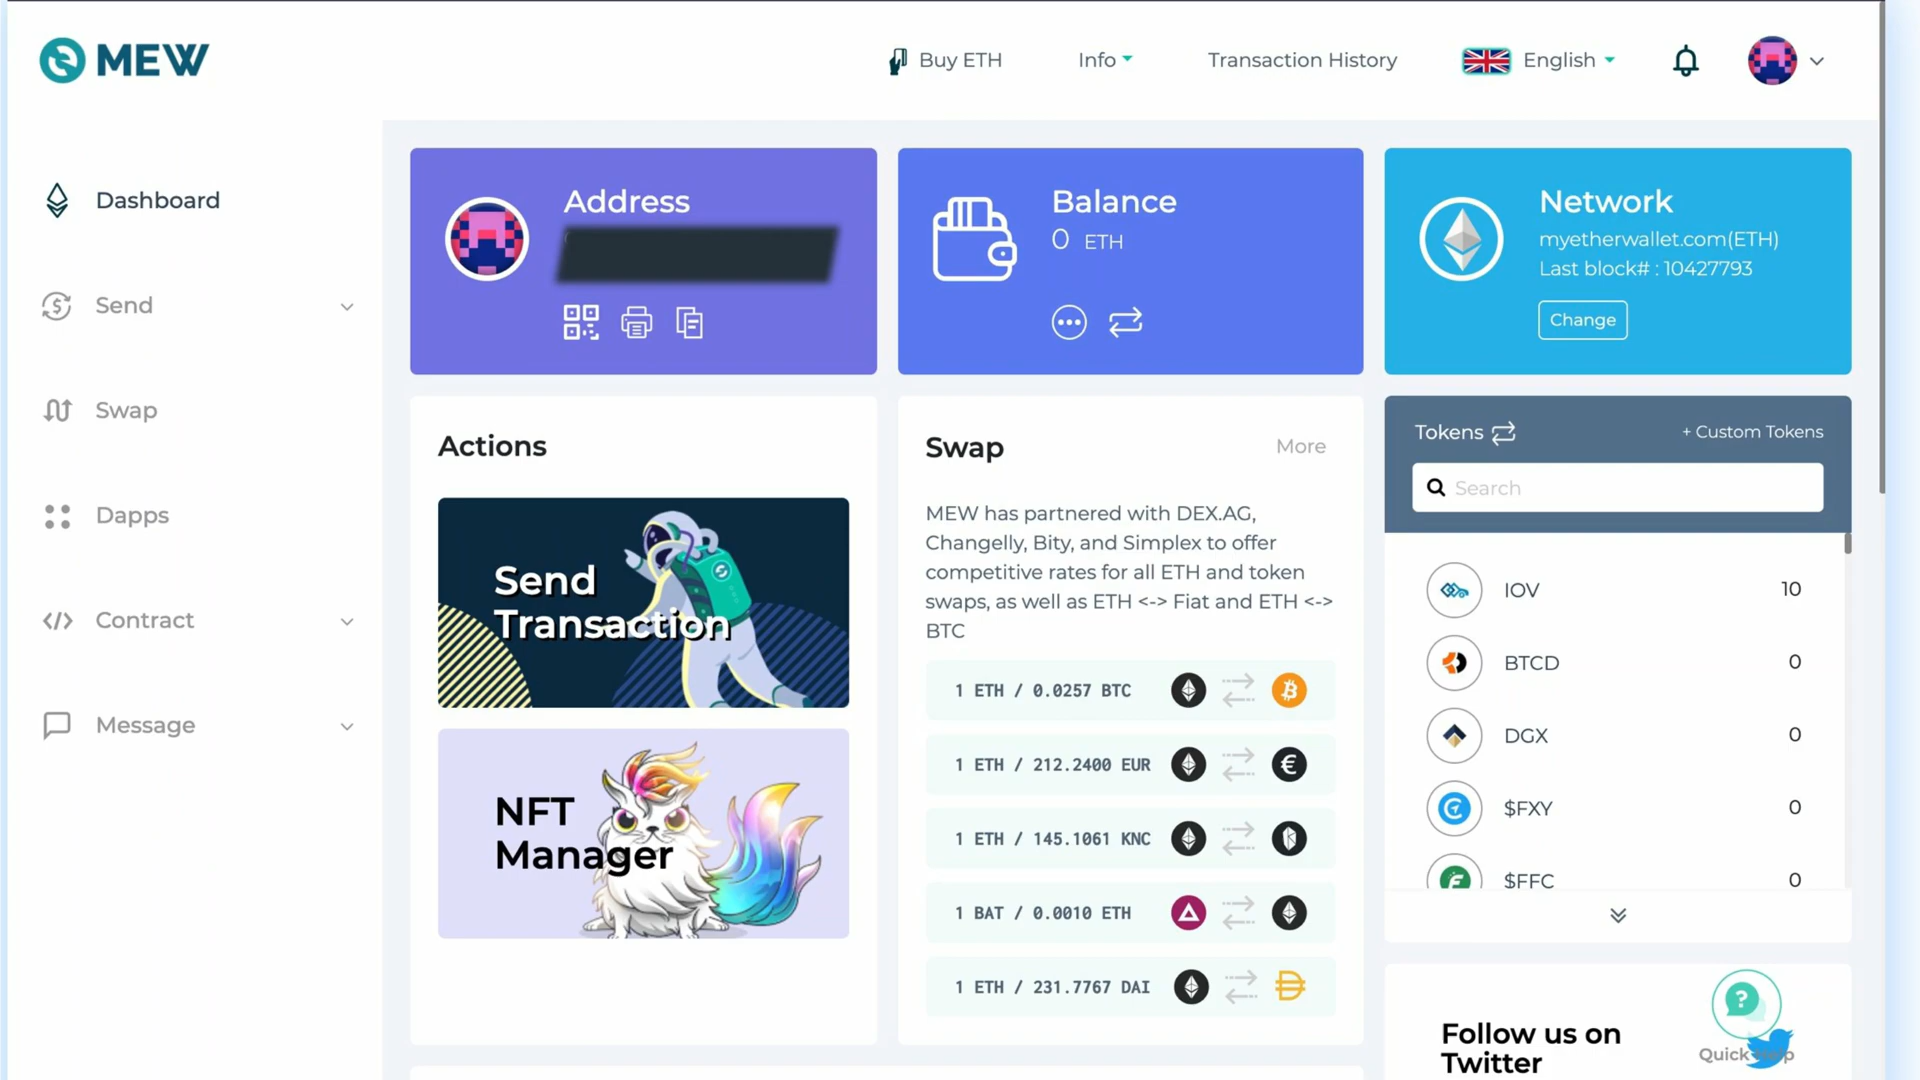 MEW
Buy ETH
Info
Transaction History
English
Dashboard
Send
Swap
Dapps
Contract
Message
Address
Balance
0 ETH
Network
myetherwallet.com(ETH)
Last block# : 10427793
Change
Actions
Send
Transaction
NFT
Manager
Swap
More
MEW has partnered with DEX.AG,
Changelly, Bity, and Simplex to offer
competitive rates for all ETH and token
swaps, as well as ETH <-> Fiat and ETH <->
BTC
1 ETH / 0.0257 BTC
1 ETH / 212.2400 EUR
1 ETH / 145.1061 KNC
1 BAT / 0.0010 ETH
1 ETH / 231.7767 DAI
Tokens
+ Custom Tokens
Search
IOV 10
BTCD 0
DGX 0
$FXY 0
$FFC 0
Follow us on
Twitter
Quick